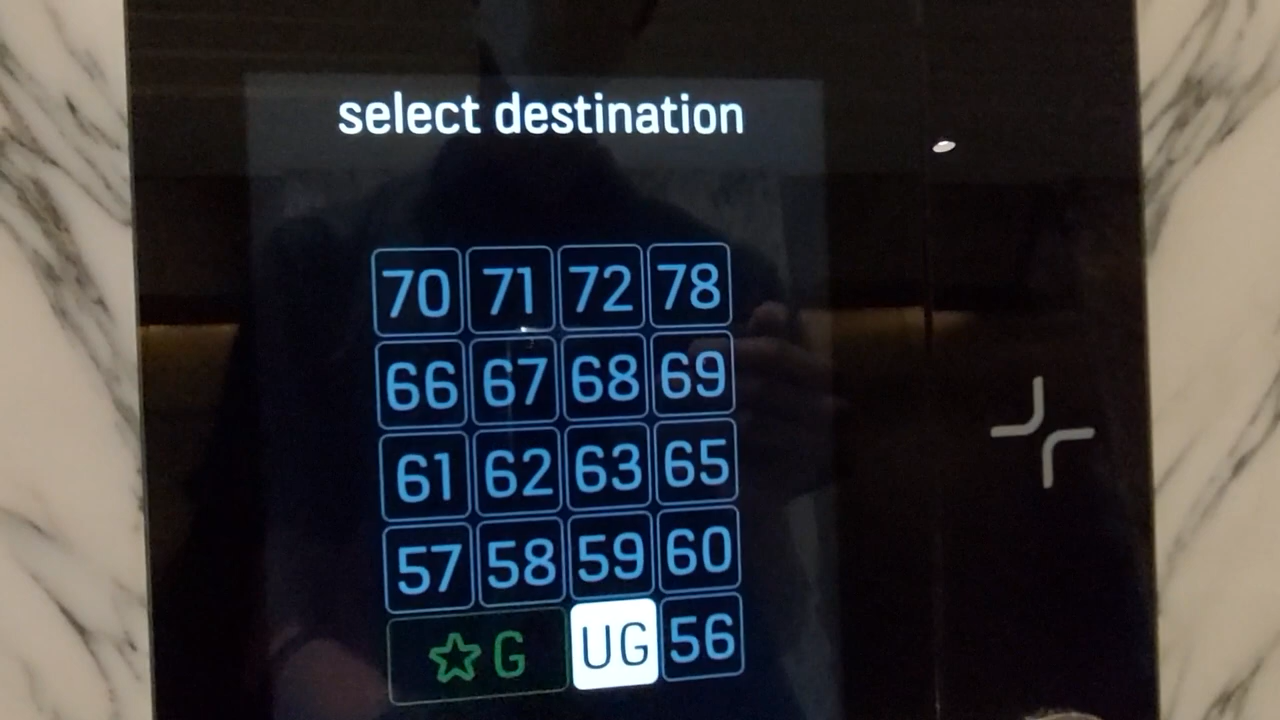 select destination
70 71 72 78
66 67 68 69
61 62 63 65
57 58 59 60
☆ G UG 56